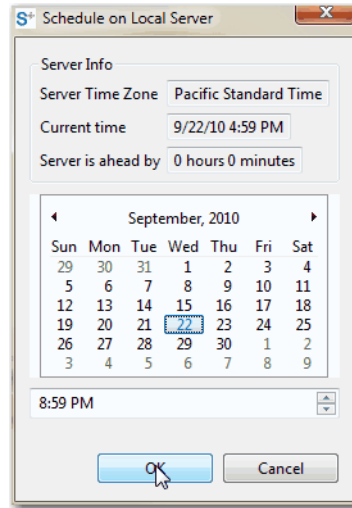 S+ Schedule on Local Server X
Server Info
Server Time Zone Pacific Standard Time
Current time 9/22/10 4:59 PM
Server is ahead by 0 hours 0 minutes
September, 2010
Sun Mon Tue Wed Thu Fri Sat
29 30 31 1 2 3 4
5 6 7 8 9 10 11
12 13 14 15 16 17 18
19 20 21 22 23 24 25
26 27 28 29 30 1 2
3 4 5 6 7 8 9
8:59 PM
OK Cancel